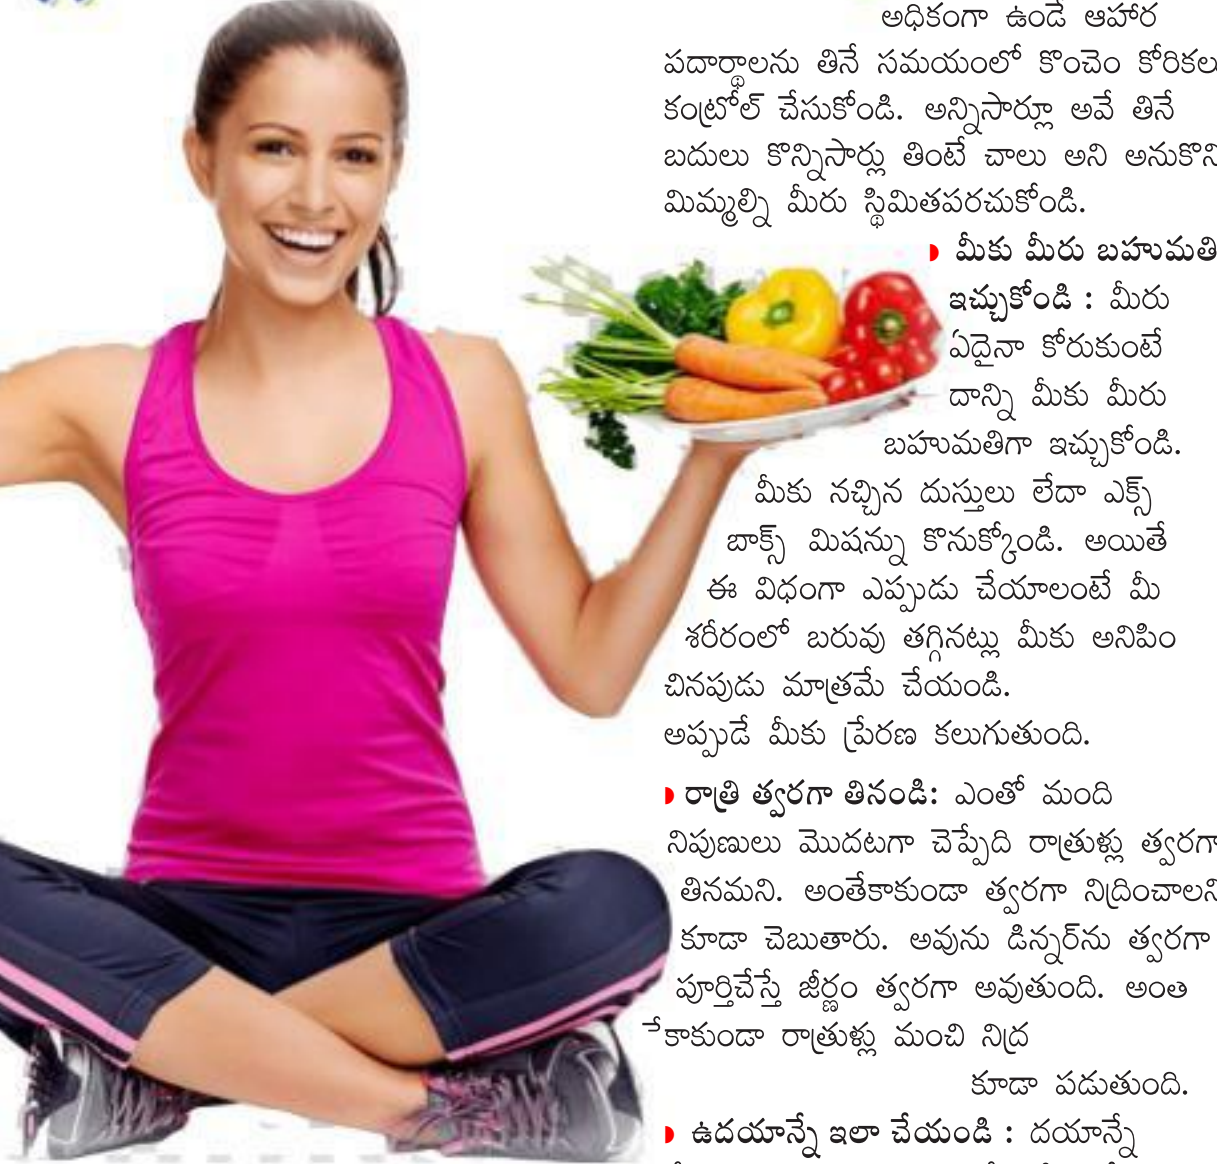 అధికంగా ఉండే ఆహార
పదార్థాలను తినే సమయంలో కొంచెం కోరికలు
కంట్రోల్ చేసుకోండి. అన్నిసార్లూ అవే తినే
బదులు కొన్నిసార్లు తింటే చాలు అని అనుకొని
మిమ్మల్ని మీరు స్థిమితపరచుకోండి.
◗ మీకు మీరు బహుమతి
ఇచ్చుకోండి : మీరు
ఏదైనా కోరుకుంటే
దాన్ని మీకు మీరు
బహుమతిగా ఇచ్చుకోండి.
మీకు నచ్చిన దుస్తులు లేదా ఎక్స్
బాక్స్ మిషన్ను కొనుక్కోండి. అయితే
ఈ విధంగా ఎప్పుడు చేయాలంటే మీ
శరీరంలో బరువు తగ్గినట్లు మీకు అనిపిం
చినపుడు మాత్రమే చేయండి.
అప్పుడే మీకు ప్రేరణ కలుగుతుంది.
◗ రాత్రి త్వరగా తినండి: ఎంతో మంది
నిపుణులు మొదటగా చెప్పేది రాత్రుళ్లు త్వరగా
తినమని. అంతేకాకుండా త్వరగా నిద్రించాలని
కూడా చెబుతారు. అవును డిన్నర్‌ను త్వరగా
పూర్తిచేస్తే జీర్ణం త్వరగా అవుతుంది. అంత
ేకాకుండా రాత్రుళ్లు మంచి నిద్ర
కూడా పడుతుంది.
◗ ఉదయాన్నే ఇలా చేయండి : దయాన్నే